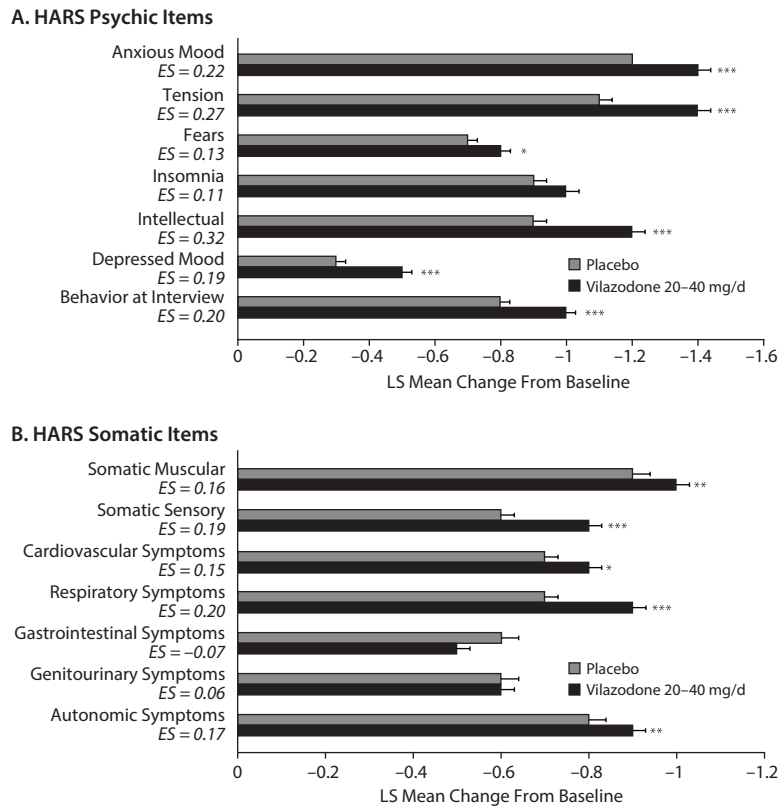 A. HARS Psychic Items
Anxious Mood
ES = 0.22
***
Tension
ES = 0.27
***
Fears
ES = 0.13
*
Insomnia
ES = 0.11
Intellectual
ES = 0.32
***
Depressed Mood
ES = 0.19
***
Behavior at Interview
ES = 0.20
***
Placebo
Vilazodone 20–40 mg/d
0 –0.2 –0.4 –0.6 –0.8 –1 –1.2 –1.4 –1.6
LS Mean Change From Baseline
B. HARS Somatic Items
Somatic Muscular
ES = 0.16
**
Somatic Sensory
ES = 0.19
***
Cardiovascular Symptoms
ES = 0.15
*
Respiratory Symptoms
ES = 0.20
***
Gastrointestinal Symptoms
ES = –0.07
Genitourinary Symptoms
ES = 0.06
Autonomic Symptoms
ES = 0.17
**
Placebo
Vilazodone 20–40 mg/d
0 –0.2 –0.4 –0.6 –0.8 –1 –1.2
LS Mean Change From Baseline